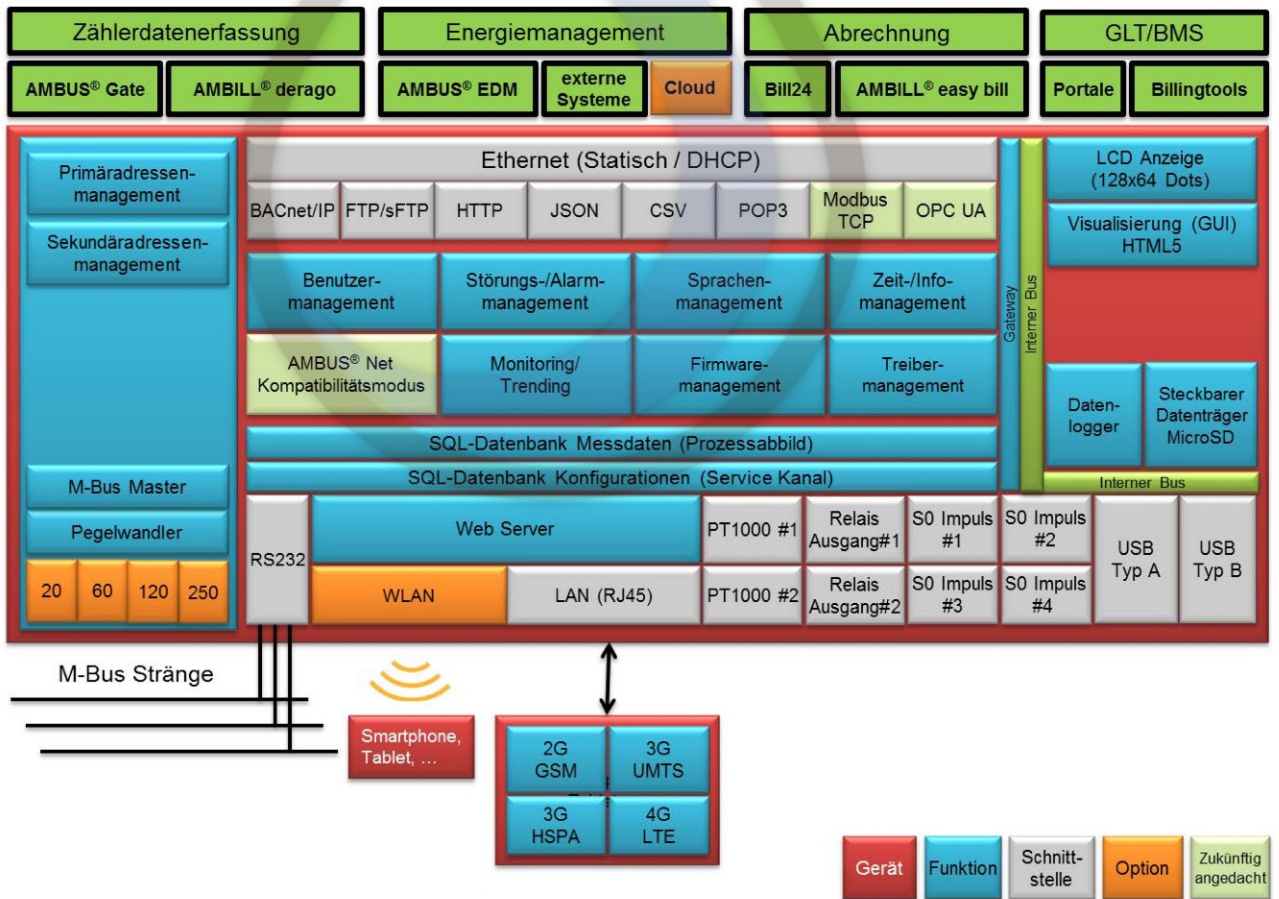 Zählerdatenerfassung
Energiemanagement
Abrechnung
GLT/BMS
AMBUS® Gate
AMBILL® derago
AMBUS® EDM
externe
Systeme
Cloud
Bill24
AMBILL® easy bill
Portale
Billingtools
Primäradressen-
management
Sekundäradressen-
management
M-Bus Master
Pegelwandler
20
60
120
250
Ethernet (Statisch / DHCP)
BACnet/IP
FTP/sFTP
HTTP
JSON
CSV
POP3
Modbus
TCP
OPC UA
Benutzer-
management
Störungs-/Alarm-
management
Sprachen-
management
Zeit-/Info-
management
AMBUS® Net
Kompatibilitätsmodus
Monitoring/
Trending
Firmware-
management
Treiber-
management
SQL-Datenbank Messdaten (Prozessabbild)
SQL-Datenbank Konfigurationen (Service Kanal)
Gateway
Interner Bus
LCD Anzeige
(128x64 Dots)
Visualisierung (GUI)
HTML5
Daten-
logger
Steckbarer
Datenträger
MicroSD
Interner Bus
RS232
Web Server
WLAN
LAN (RJ45)
PT1000 #1
Relais
Ausgang#1
S0 Impuls
#1
S0 Impuls
#2
PT1000 #2
Relais
Ausgang#2
S0 Impuls
#3
S0 Impuls
#4
USB
Typ A
USB
Typ B
M-Bus Stränge
Smartphone,
Tablet, …
2G
GSM
3G
UMTS
3G
HSPA
4G
LTE
Gerät
Funktion
Schnitt-
stelle
Option
Zukünftig
angedacht